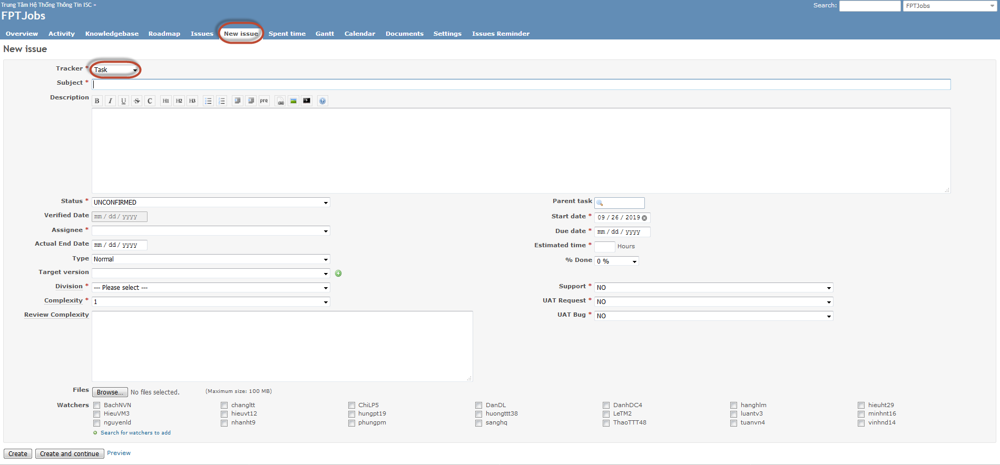 Trung Tâm Hệ Thống Thông Tin ISC »
Search: FPTJobs
FPTJobs
Overview Activity Knowledgebase Roadmap Issues New issue Spent time Gantt Calendar Documents Settings Issues Reminder
New issue
Tracker * Task
Subject *
Description B I U S C H1 H2 H3 pre
Status * UNCONFIRMED Parent task
Verified Date mm / dd / yyyy Start date * 09 / 26 / 2019
Assignee * Due date * mm / dd / yyyy
Actual End Date mm / dd / yyyy Estimated time * Hours
Type Normal % Done 0 %
Target version
Division * --- Please select --- Support * NO
Complexity * 1 UAT Request * NO
Review Complexity UAT Bug * NO
Files Browse... No files selected. (Maximum size: 100 MB)
Watchers BachNVN changltt ChiLP5 DanDL DanhDC4 hanghlm hieuht29
HieuVM3 hieuvt12 hungpt19 huongttt38 LeTM2 luantv3 minhnt16
nguyenld nhanht9 phungpm sanghq ThaoTTT48 tuanvn4 vinhnd14
Search for watchers to add
Create Create and continue Preview